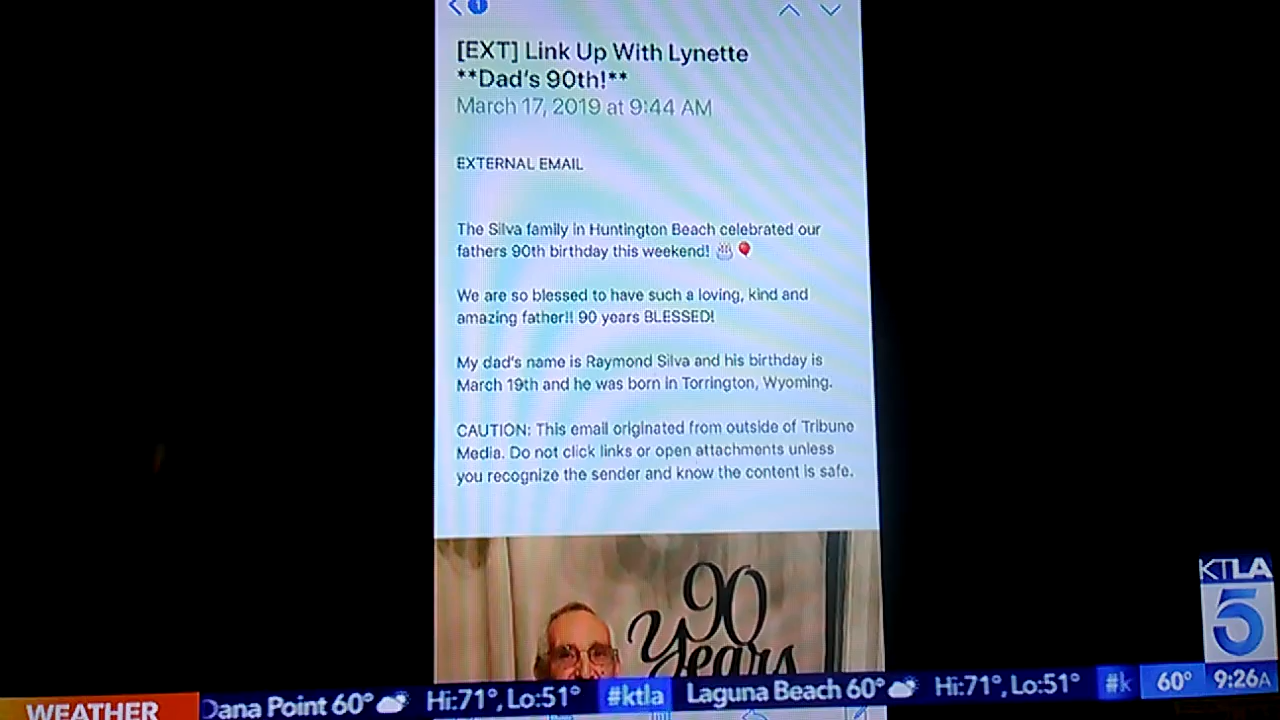 1
[EXT] Link Up With Lynette
**Dad's 90th!**
March 17, 2019 at 9:44 AM
EXTERNAL EMAIL
The Silva family in Huntington Beach celebrated our
fathers 90th birthday this weekend! 🎂🎈
We are so blessed to have such a loving, kind and
amazing father!! 90 years BLESSED!
My dad's name is Raymond Silva and his birthday is
March 19th and he was born in Torrington, Wyoming.
CAUTION: This email originated from outside of Tribune
Media. Do not click links or open attachments unless
you recognize the sender and know the content is safe.
90
Years
KTLA
5
WEATHER Dana Point 60° Hi:71°, Lo:51° #ktla Laguna Beach 60° Hi:71°, Lo:51° #k 60° 9:26A